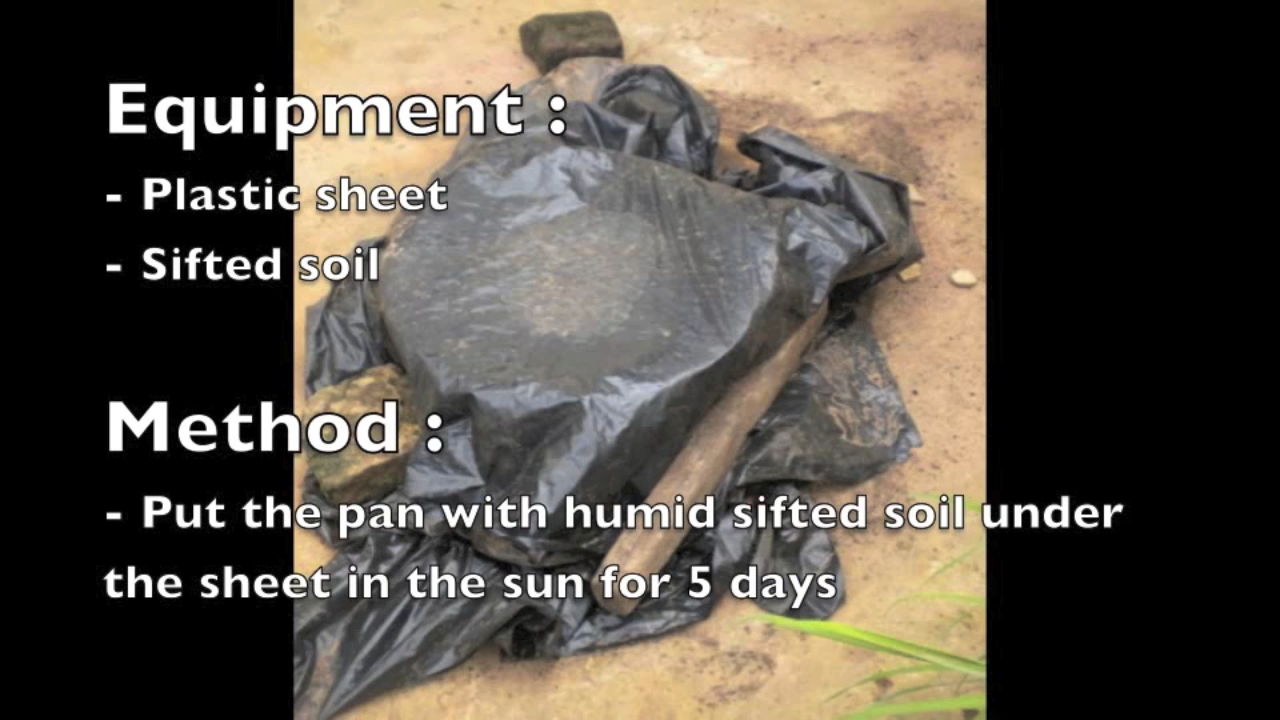 Equipment :
- Plastic sheet
- Sifted soil
Method :
- Put the pan with humid sifted soil under
the sheet in the sun for 5 days